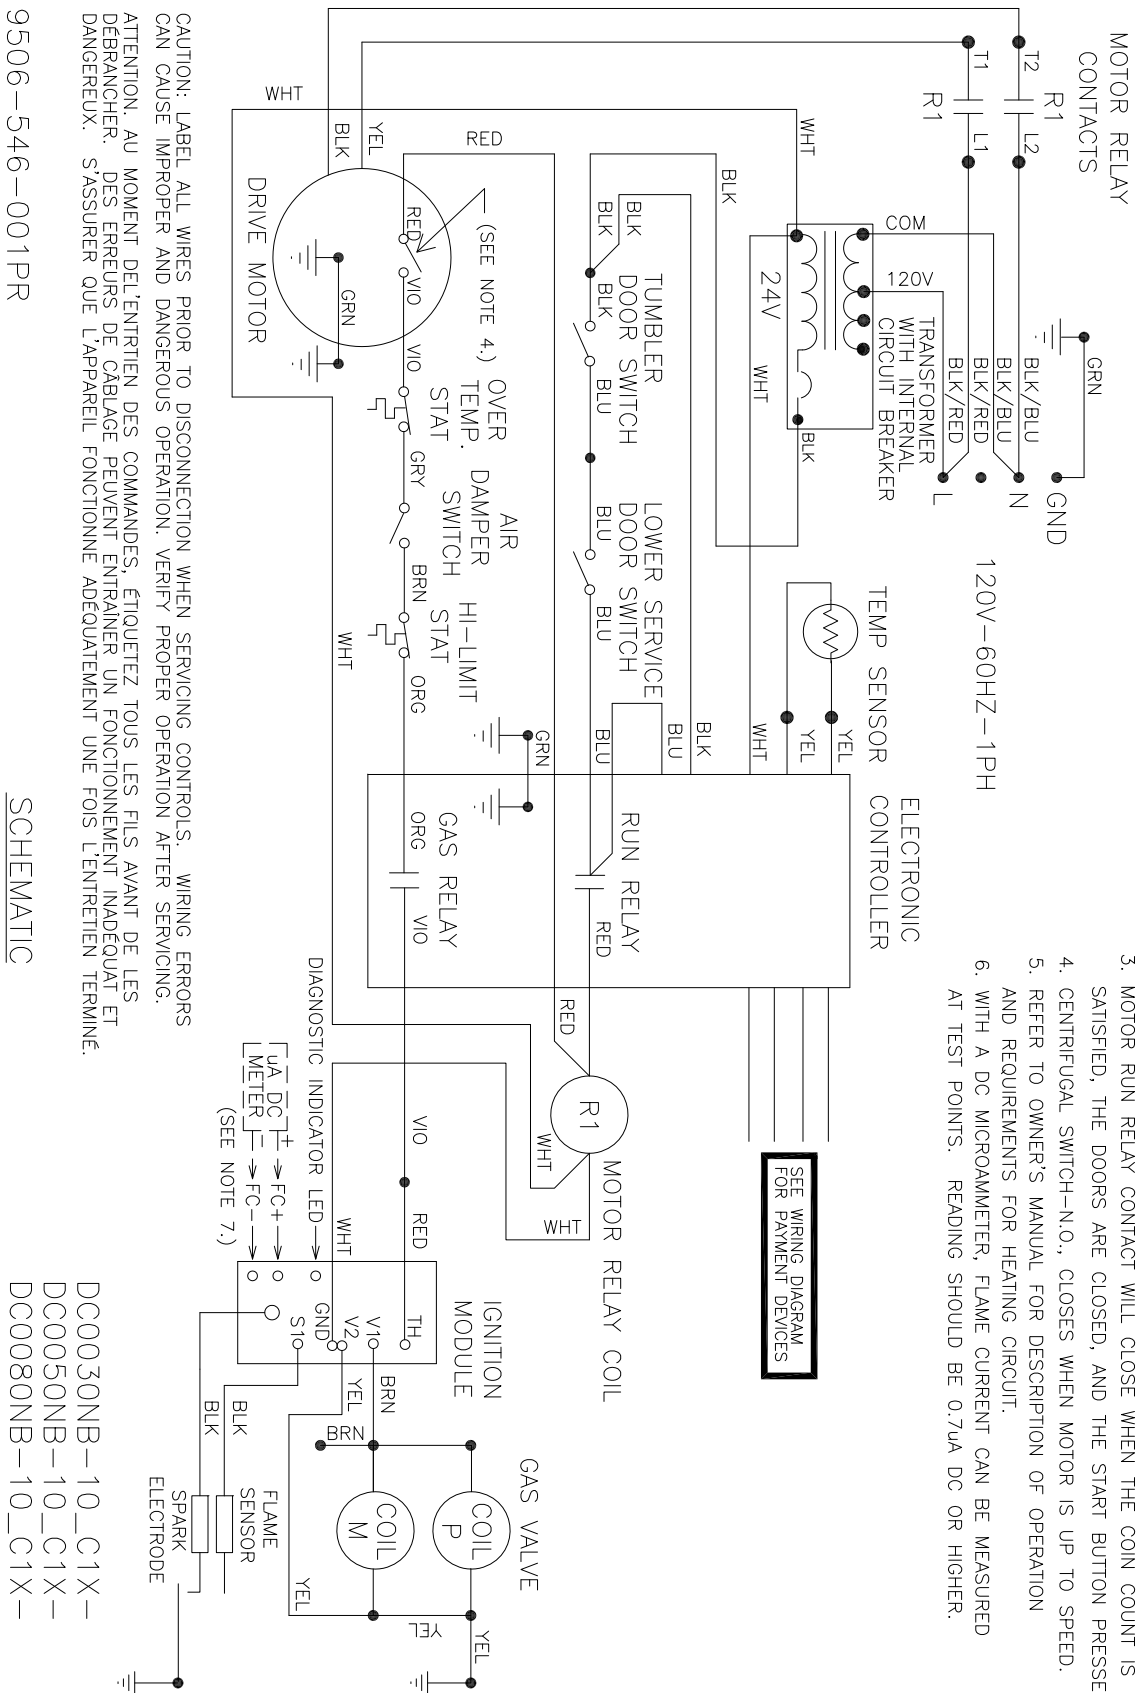 3. MOTOR RUN RELAY CONTACT WILL CLOSE WHEN THE COIN COUNT IS
SATISFIED, THE DOORS ARE CLOSED, AND THE START BUTTON PRESSE
4. CENTRIFUGAL SWITCH-N.O., CLOSES WHEN MOTOR IS UP TO SPEED.
5. REFER TO OWNER'S MANUAL FOR DESCRIPTION OF OPERATION
AND REQUIREMENTS FOR HEATING CIRCUIT.
6. WITH A DC MICROAMMETER, FLAME CURRENT CAN BE MEASURED
AT TEST POINTS. READING SHOULD BE 0.7uA DC OR HIGHER.
MOTOR RELAY
CONTACTS
R1
T2
L2
T1
L1
R1
GRN
GND
N
L
BLK/BLU
BLK/BLU
BLK/RED
BLK/RED
120V-60HZ-1PH
COM
120V
TRANSFORMER
WITH INTERNAL
CIRCUIT BREAKER
24V
WHT
WHT
BLK
BLK
TEMP SENSOR
YEL
YEL
WHT
ELECTRONIC
CONTROLLER
SEE WIRING DIAGRAM
FOR PAYMENT DEVICES
BLK
BLK
BLK
TUMBLER
DOOR SWITCH
BLU
BLU
LOWER SERVICE
DOOR SWITCH
BLU
BLK
BLU
BLU
RUN RELAY
RED
RED
R1
MOTOR RELAY COIL
WHT
WHT
GRN
RED
WHT
YEL
BLK
RED
VIO
(SEE NOTE 4.)
GRN
DRIVE MOTOR
VIO
OVER
TEMP.
STAT
GRY
AIR
DAMPER
SWITCH
BRN
HI-LIMIT
STAT
ORG
ORG
GAS RELAY
VIO
WHT
VIO
RED
WHT
DIAGNOSTIC INDICATOR LED
uA DC
METER
+
-
FC+
FC-
(SEE NOTE 7.)
IGNITION
MODULE
TH
V1
V2
GND
S1
BRN
YEL
BRN
GAS VALVE
COIL
P
COIL
M
YEL
YEL
YEL
BLK
BLK
FLAME
SENSOR
SPARK
ELECTRODE
CAUTION: LABEL ALL WIRES PRIOR TO DISCONNECTION WHEN SERVICING CONTROLS. WIRING ERRORS
CAN CAUSE IMPROPER AND DANGEROUS OPERATION. VERIFY PROPER OPERATION AFTER SERVICING.
ATTENTION. AU MOMENT DEL'ENTRTIEN DES COMMANDES, ÉTIQUETEZ TOUS LES FILS AVANT DE LES
DÉBRANCHER. DES ERREURS DE CÂBLAGE PEUVENT ENTRAÎNER UN FONCTIONNEMENT INADÉQUAT ET
DANGEREUX. S'ASSURER QUE L'APPAREIL FONCTIONNE ADÉQUATEMENT UNE FOIS L'ENTRETIEN TERMINÉ.
9506-546-001PR
SCHEMATIC
DC0030NB-10_C1X-
DC0050NB-10_C1X-
DC0080NB-10_C1X-